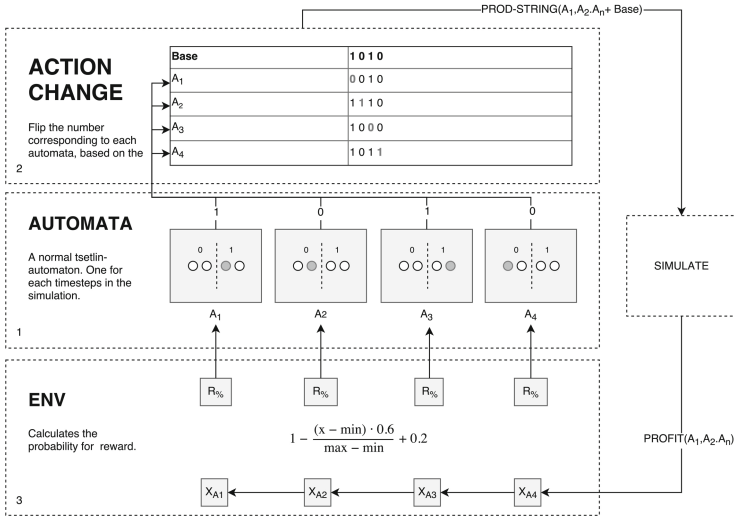 PROD-STRING(A1,A2.An+ Base)
ACTION
CHANGE
Flip the number
corresponding to each
automata, based on the
2
Base 1 0 1 0
A1 0 0 1 0
A2 1 1 1 0
A3 1 0 0 0
A4 1 0 1 1
AUTOMATA
A normal tsetlin-
automaton. One for
each timesteps in the
simulation.
1
1 0 1 0
0 1 0 1 0 1 0 1
A1 A2 A3 A4
SIMULATE
ENV
Calculates the
probability for reward.
3
R% R% R% R%
1 − (x − min) · 0.6 / max − min + 0.2
XA1 XA2 XA3 XA4
PROFIT(A1,A2.An)